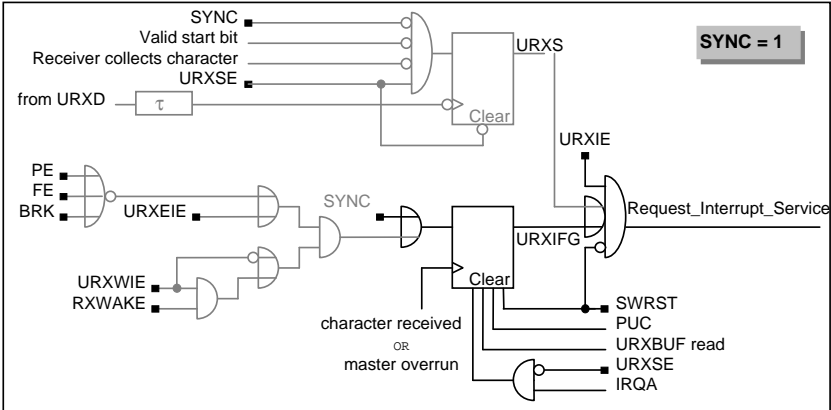 SYNC
Valid start bit
Receiver collects character
URXSE
from URXD
τ
Clear
URXS
SYNC = 1
URXIE
PE
FE
BRK
URXEIE
SYNC
URXWIE
RXWAKE
Clear
URXIFG
Request_Interrupt_Service
character received
OR
master overrun
SWRST
PUC
URXBUF read
URXSE
IRQA